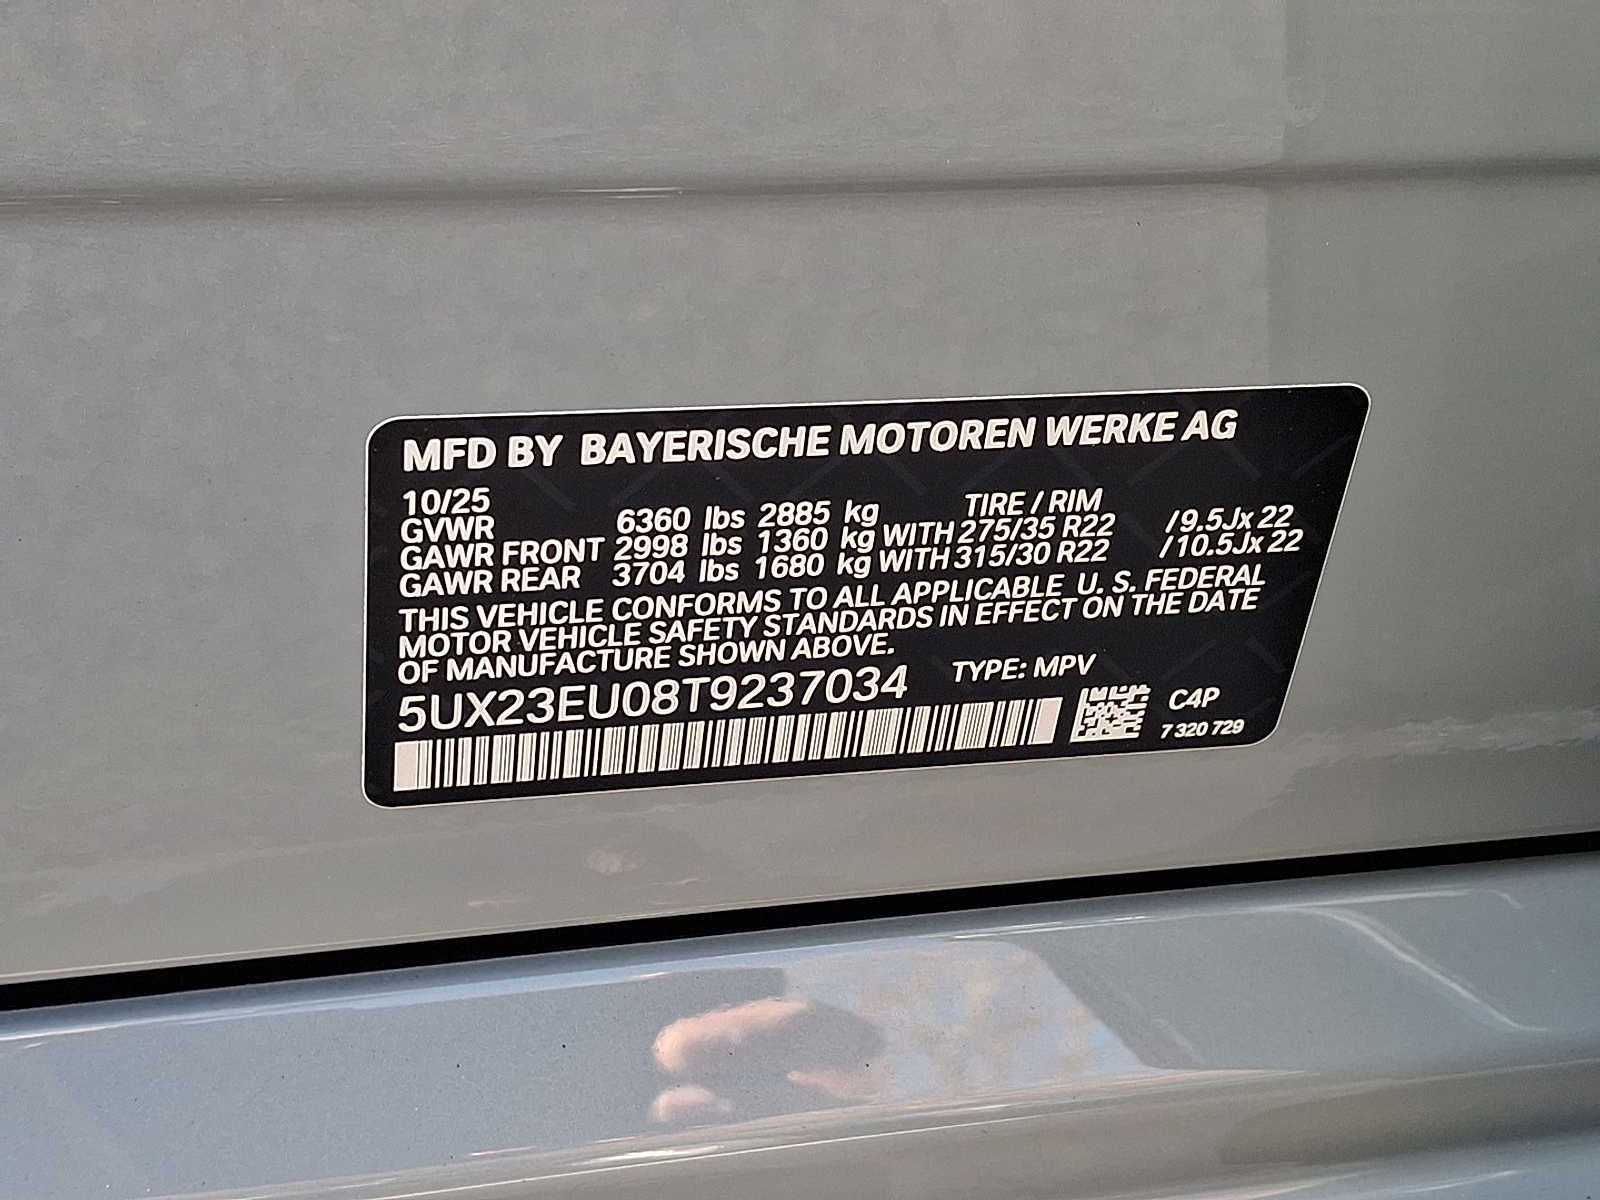 MFD BY BAYERISCHE MOTOREN WERKE AG
10/25 TIRE / RIM
GVWR 6360 lbs 2885 kg
GAWR FRONT 2998 lbs 1360 kg WITH 275/35 R22 / 9.5Jx 22
GAWR REAR 3704 lbs 1680 kg WITH 315/30 R22 / 10.5Jx 22
THIS VEHICLE CONFORMS TO ALL APPLICABLE U. S. FEDERAL
MOTOR VEHICLE SAFETY STANDARDS IN EFFECT ON THE DATE
OF MANUFACTURE SHOWN ABOVE.
5UX23EU08T9237034 TYPE: MPV
C4P
7 320 729